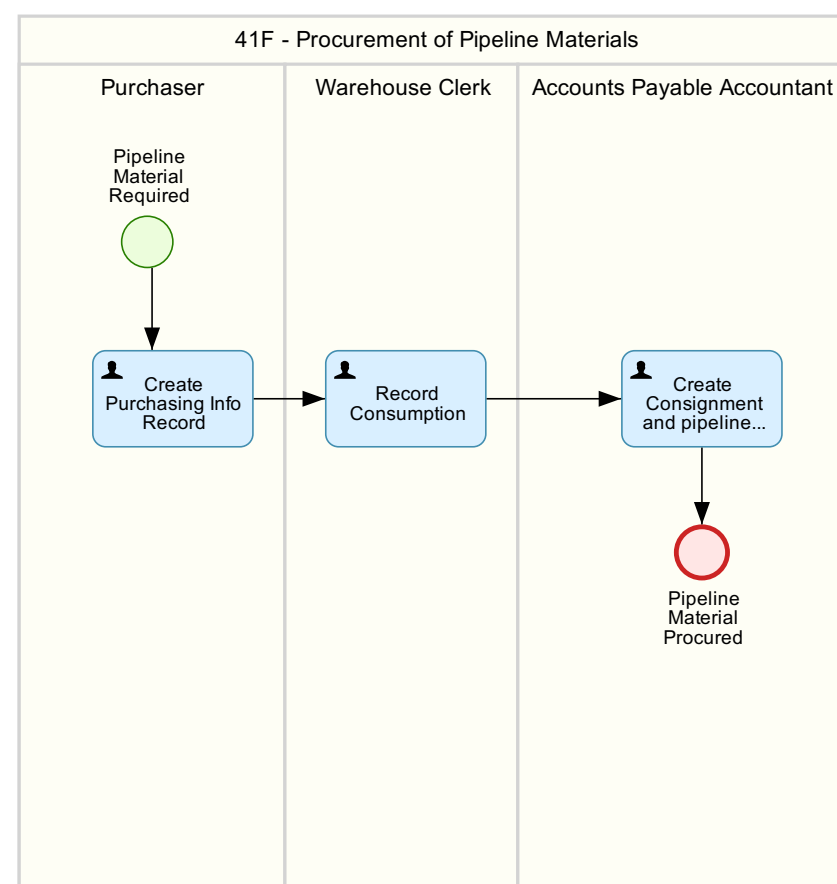 41F - Procurement of Pipeline Materials
Purchaser
Warehouse Clerk
Accounts Payable Accountant
Pipeline
Material
Required
Create
Purchasing Info
Record
Record
Consumption
Create
Consignment
and pipeline...
Pipeline
Material
Procured